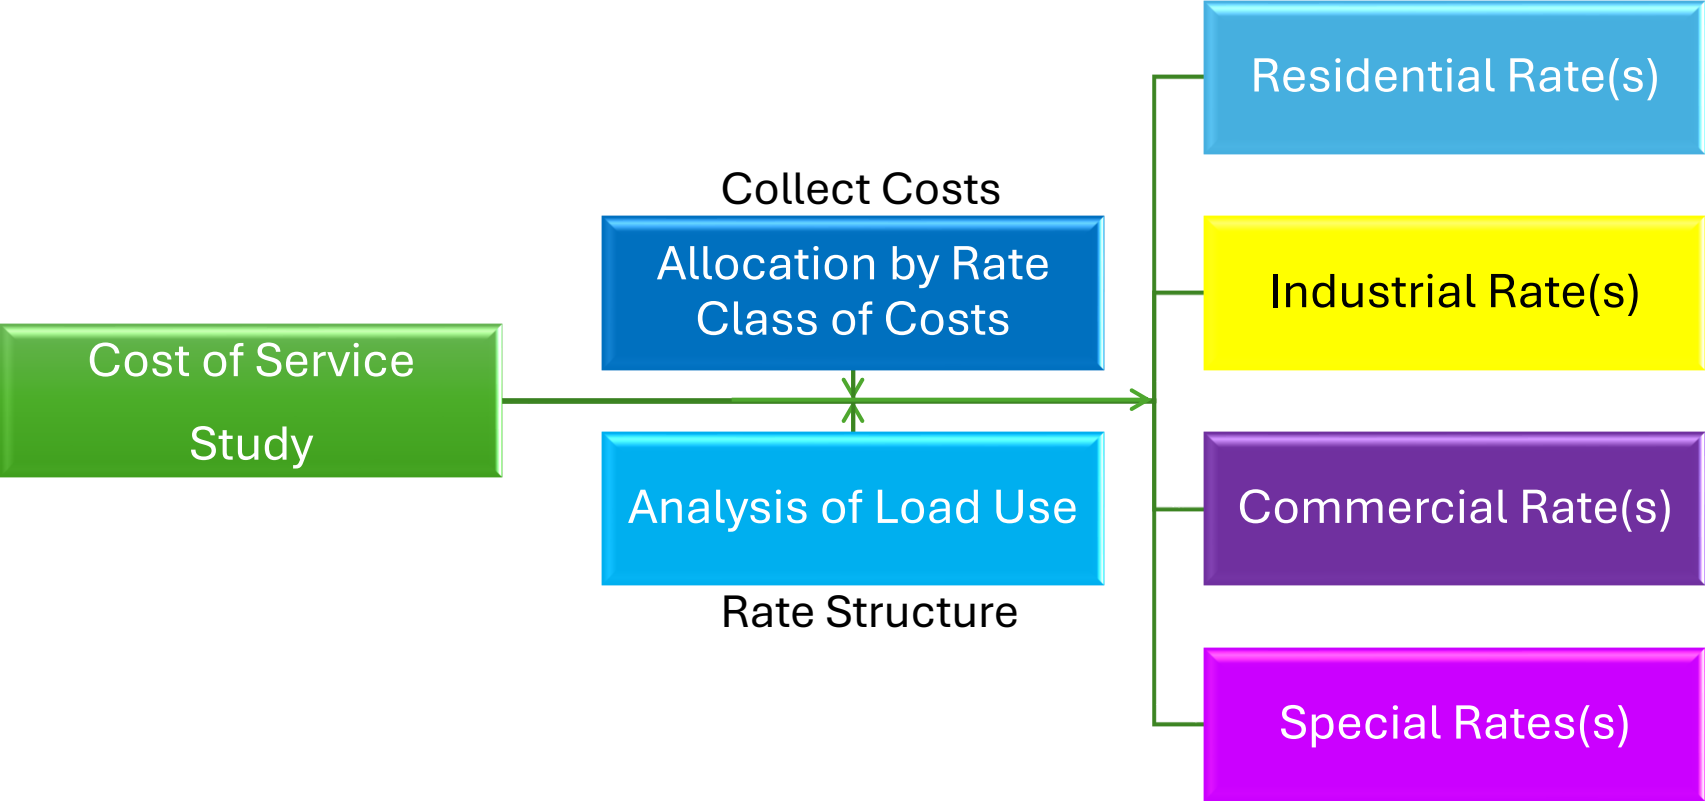 Cost of Service
Study
Collect Costs
Allocation by Rate
Class of Costs
Analysis of Load Use
Rate Structure
Residential Rate(s)
Industrial Rate(s)
Commercial Rate(s)
Special Rates(s)